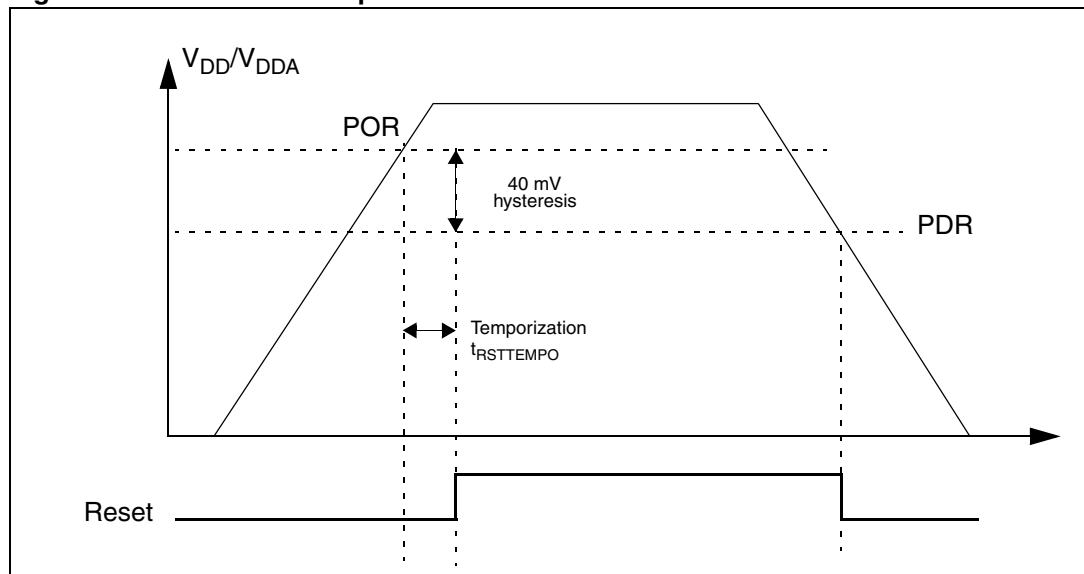 VDD/VDDA
POR
40 mV
hysteresis
PDR
Temporization
tRSTTEMPO
Reset